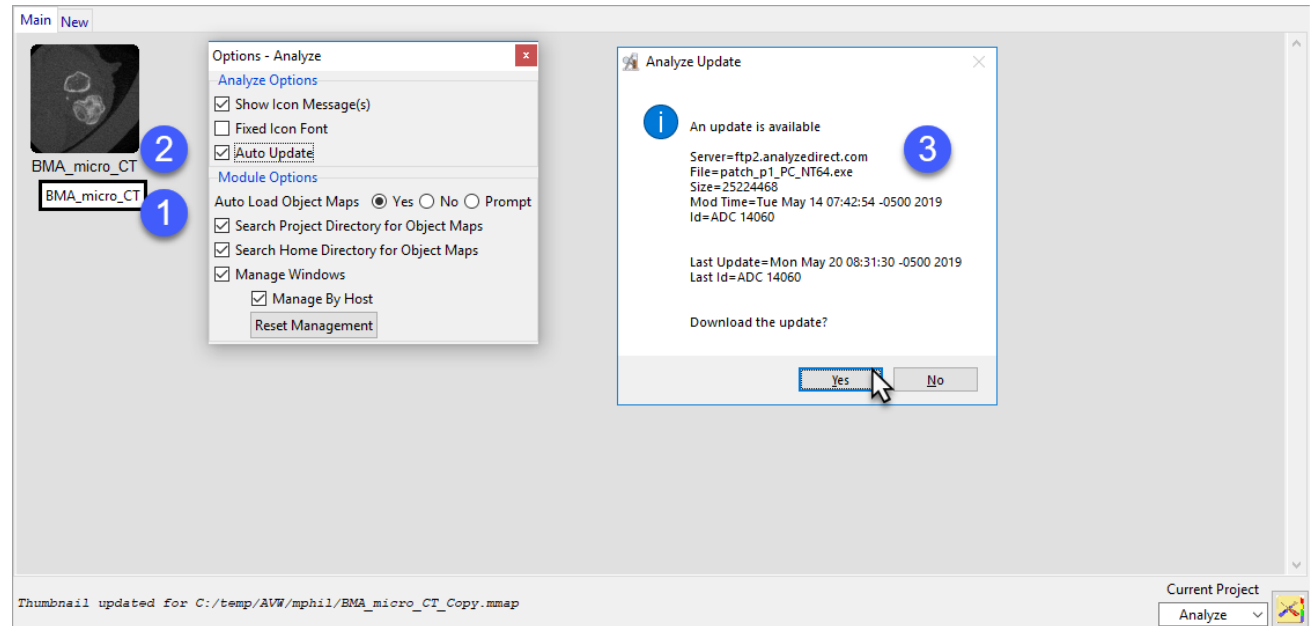 Main New
BMA_micro_CT
BMA_micro_CT
2
1
Options - Analyze
x
Analyze Options
Show Icon Message(s)
Fixed Icon Font
Auto Update
Module Options
Auto Load Object Maps Yes No Prompt
Search Project Directory for Object Maps
Search Home Directory for Object Maps
Manage Windows
Manage By Host
Reset Management
Analyze Update
i
An update is available
3
Server=ftp2.analyzedirect.com
File=patch_p1_PC_NT64.exe
Size=25224468
Mod Time=Tue May 14 07:42:54 -0500 2019
Id=ADC 14060
Last Update=Mon May 20 08:31:30 -0500 2019
Last Id=ADC 14060
Download the update?
Yes No
Thumbnail updated for C:/temp/AVW/mphil/BMA_micro_CT_Copy.mmap
Current Project
Analyze